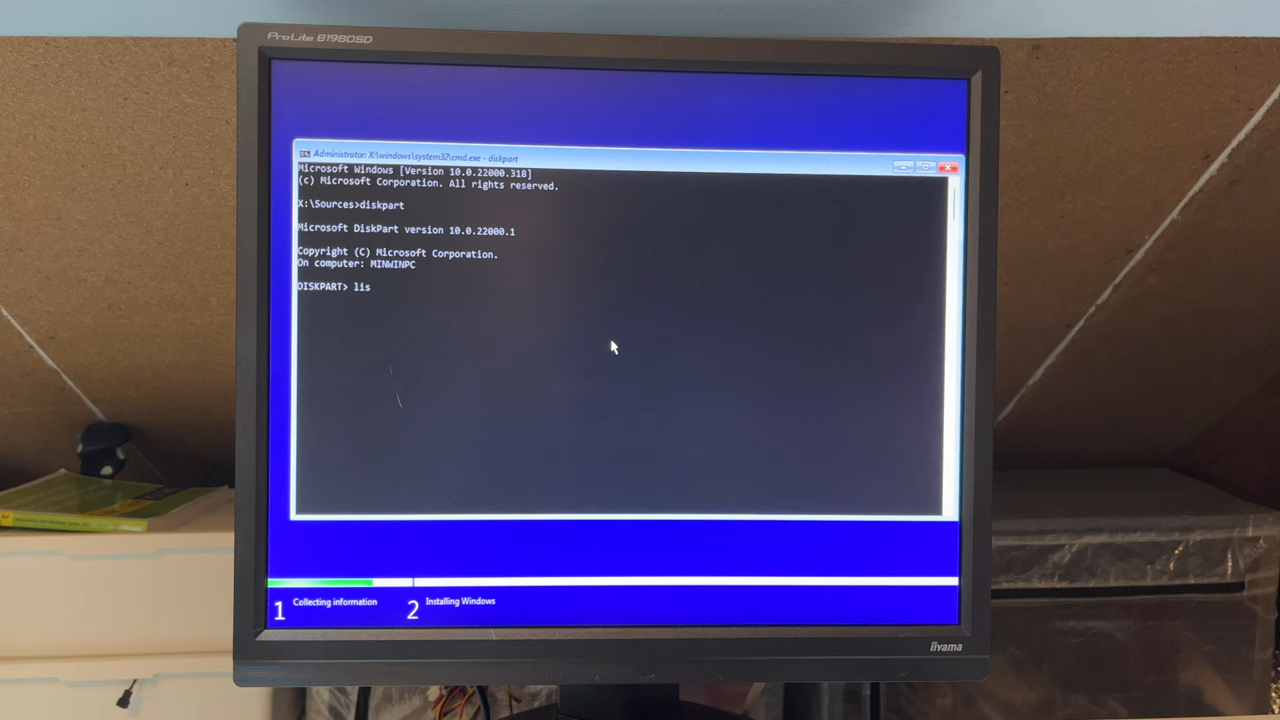 ProLite B1980SD
Administrator: X:\windows\system32\cmd.exe - diskpart
Microsoft Windows [Version 10.0.22000.318]
(c) Microsoft Corporation. All rights reserved.
X:\Sources>diskpart
Microsoft DiskPart version 10.0.22000.1
Copyright (C) Microsoft Corporation.
On computer: MINWINPC
DISKPART> lis
1 Collecting information
2 Installing Windows
iiyama